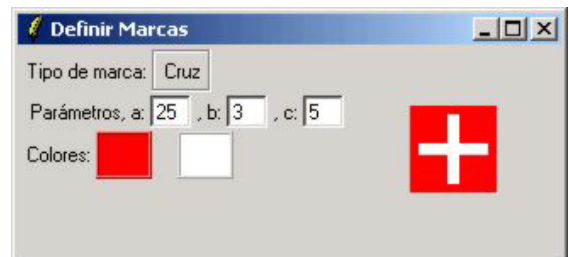 Definir Marcas
Tipo de marca: Cruz
Parámetros, a: 25 , b: 3 , c: 5
Colores: